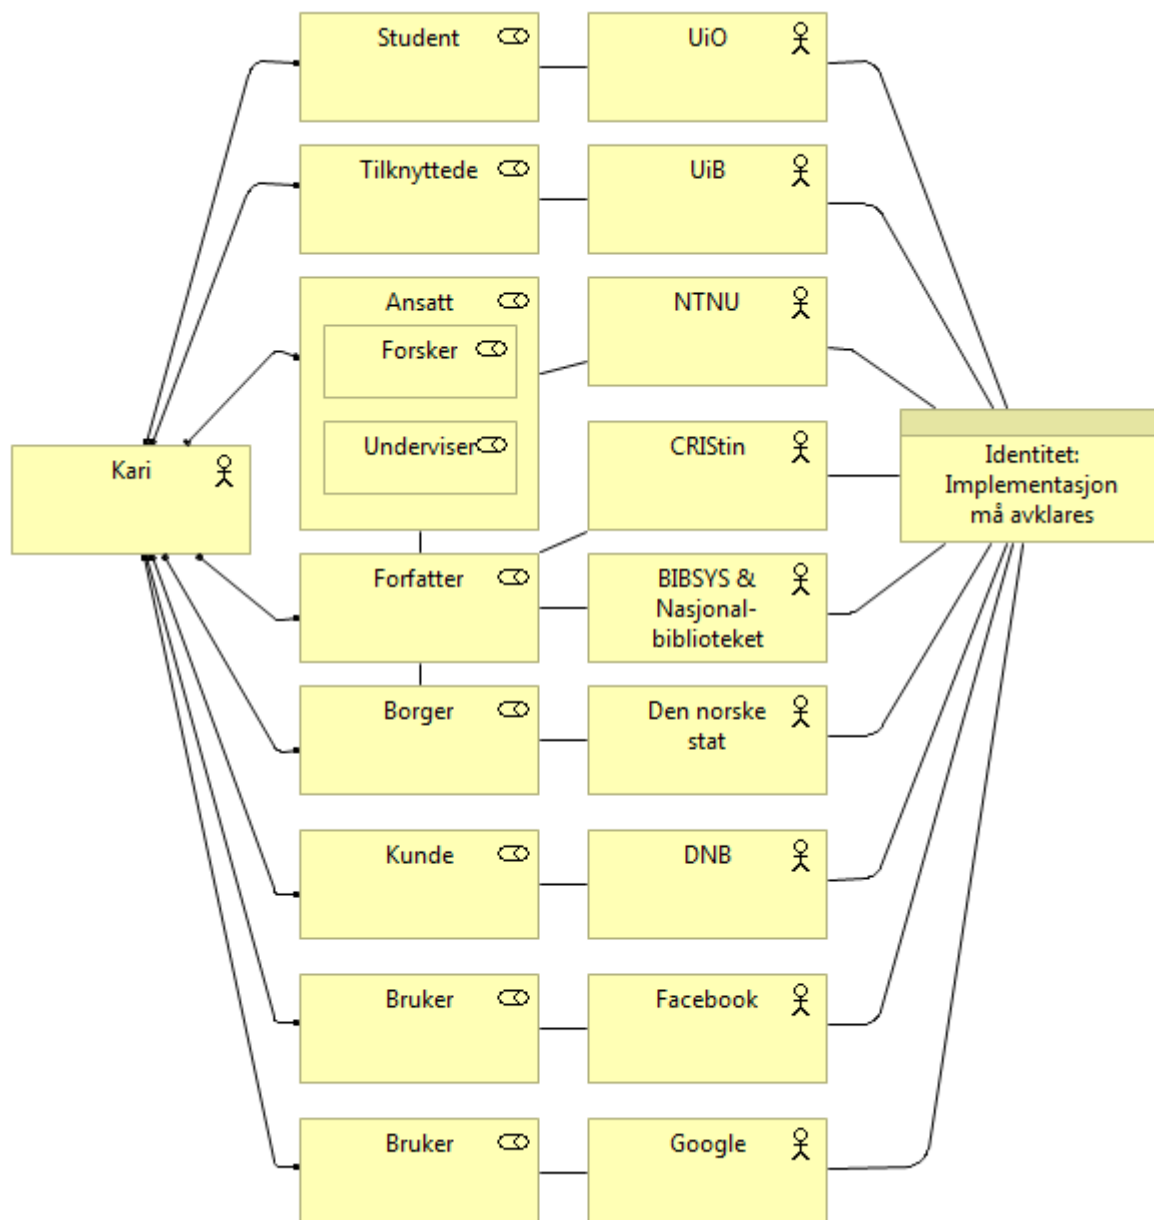 Student
UiO
Tilknyttede
UiB
Ansatt
NTNU
Forsker
Underviser
CRIStin
Kari
Identitet:
Implementasjon
må avklares
Forfatter
BIBSYS &
Nasjonal-
biblioteket
Borger
Den norske
stat
Kunde
DNB
Bruker
Facebook
Bruker
Google